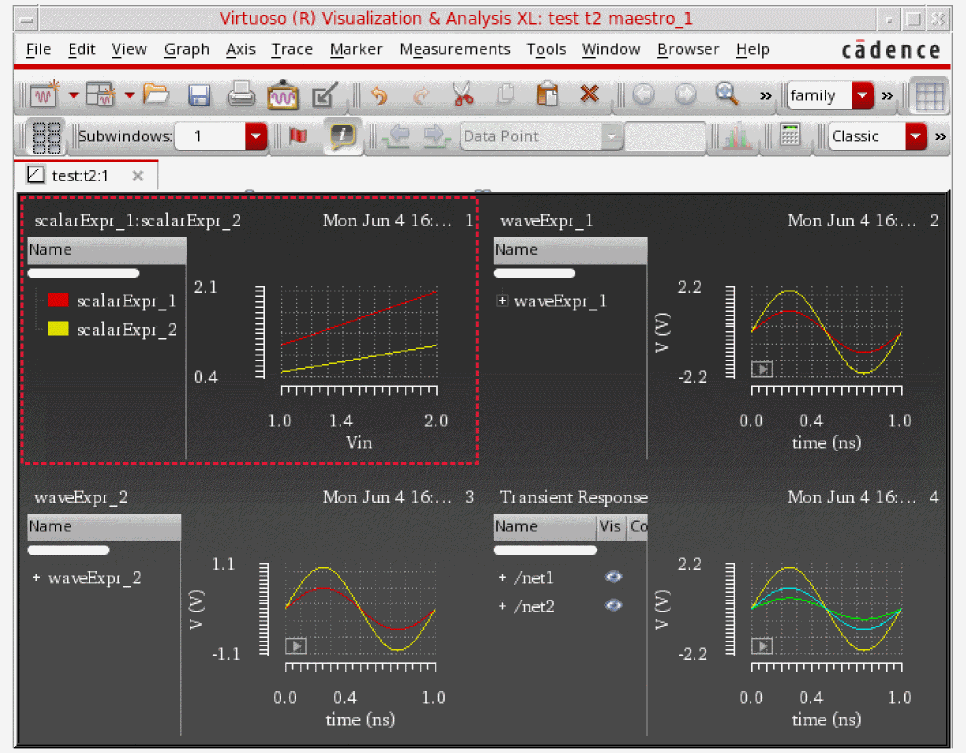 Virtuoso (R) Visualization & Analysis XL: test t2 maestro_1
File Edit View Graph Axis Trace Marker Measurements Tools Window Browser Help cādence
» family »
Subwindows: 1 Data Point Classic »
test:t2:1
scalarExpr_1:scalarExpr_2 Mon Jun 4 16:... 1
Name
scalarExpr_1
scalarExpr_2
2.1
0.4
1.0 1.4 2.0
Vin
waveExpr_1 Mon Jun 4 16:... 2
Name
waveExpr_1
2.2
V (V)
-2.2
0.0 0.4 1.0
time (ns)
waveExpr_2 Mon Jun 4 16:... 3
Name
waveExpr_2
1.1
V (V)
-1.1
0.0 0.4 1.0
time (ns)
Transient Response Mon Jun 4 16:... 4
Name Vis Co
/net1
/net2
2.2
V (V)
-2.2
0.0 0.4 1.0
time (ns)